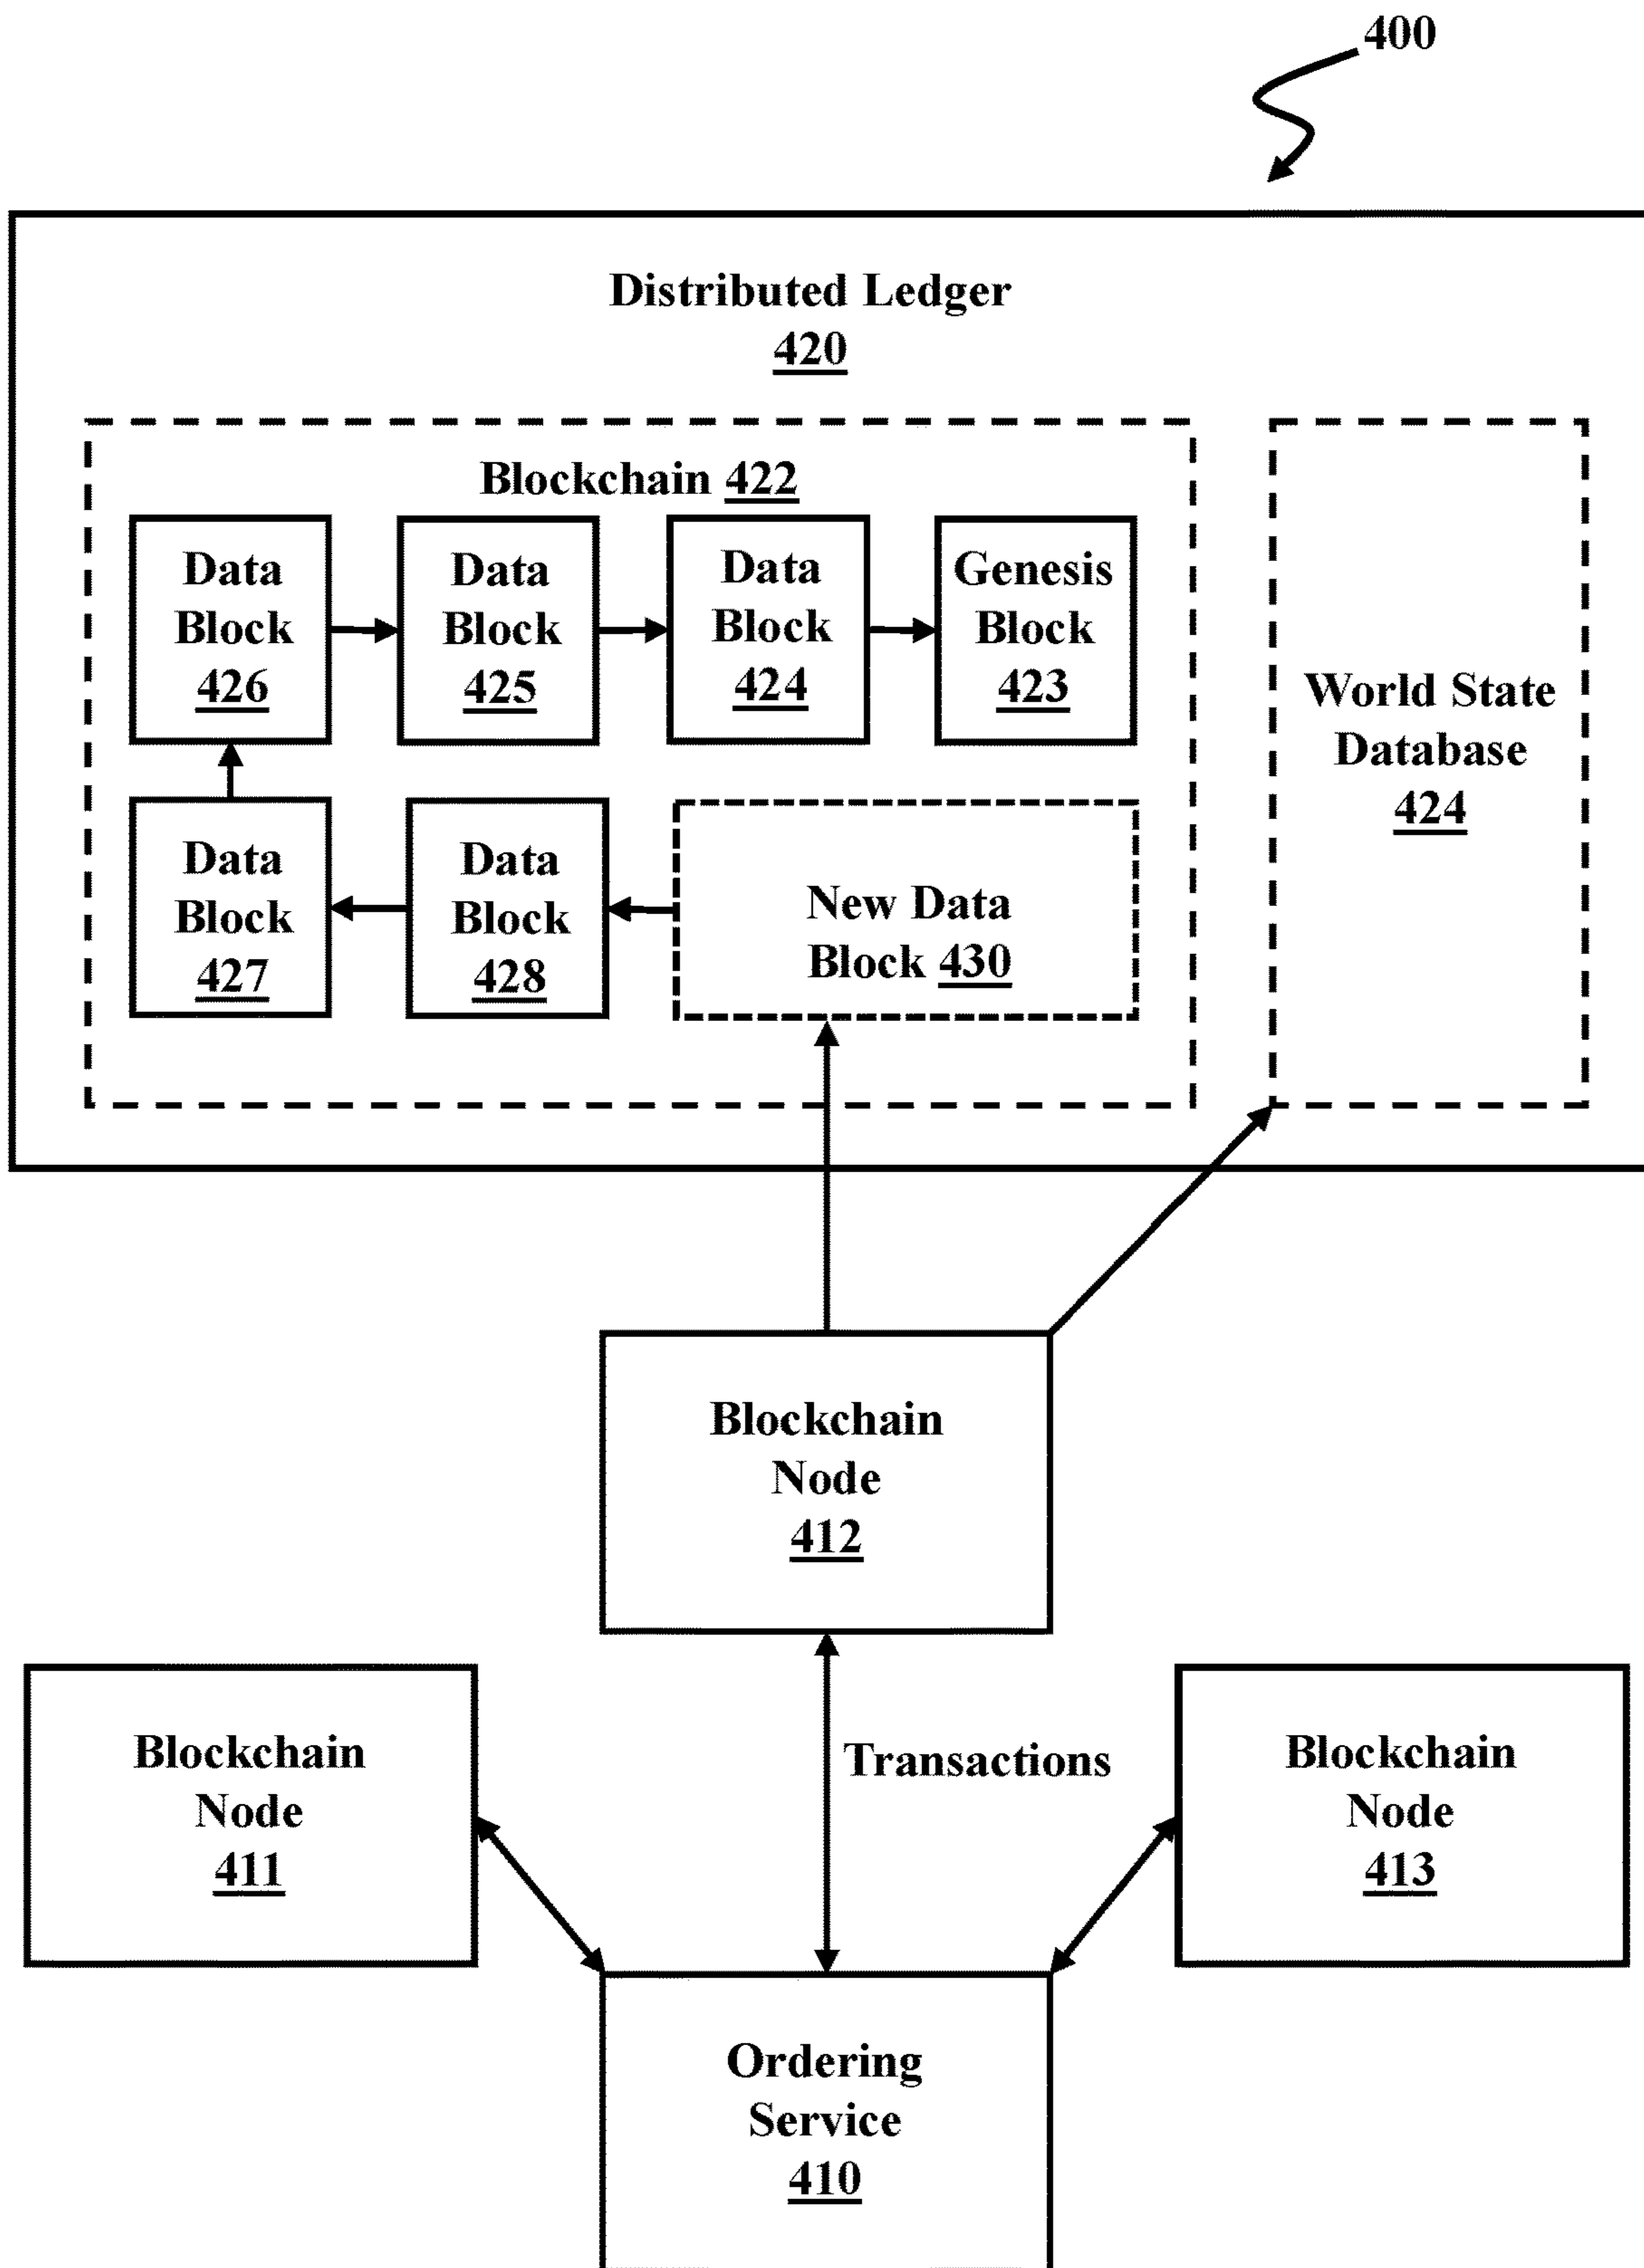 400
Distributed Ledger
420
Blockchain 422
Data
Block
426
Data
Block
425
Data
Block
424
Genesis
Block
423
World State
Database
424
Data
Block
427
Data
Block
428
New Data
Block 430
Blockchain
Node
412
Blockchain
Node
411
Transactions
Blockchain
Node
413
Ordering
Service
410